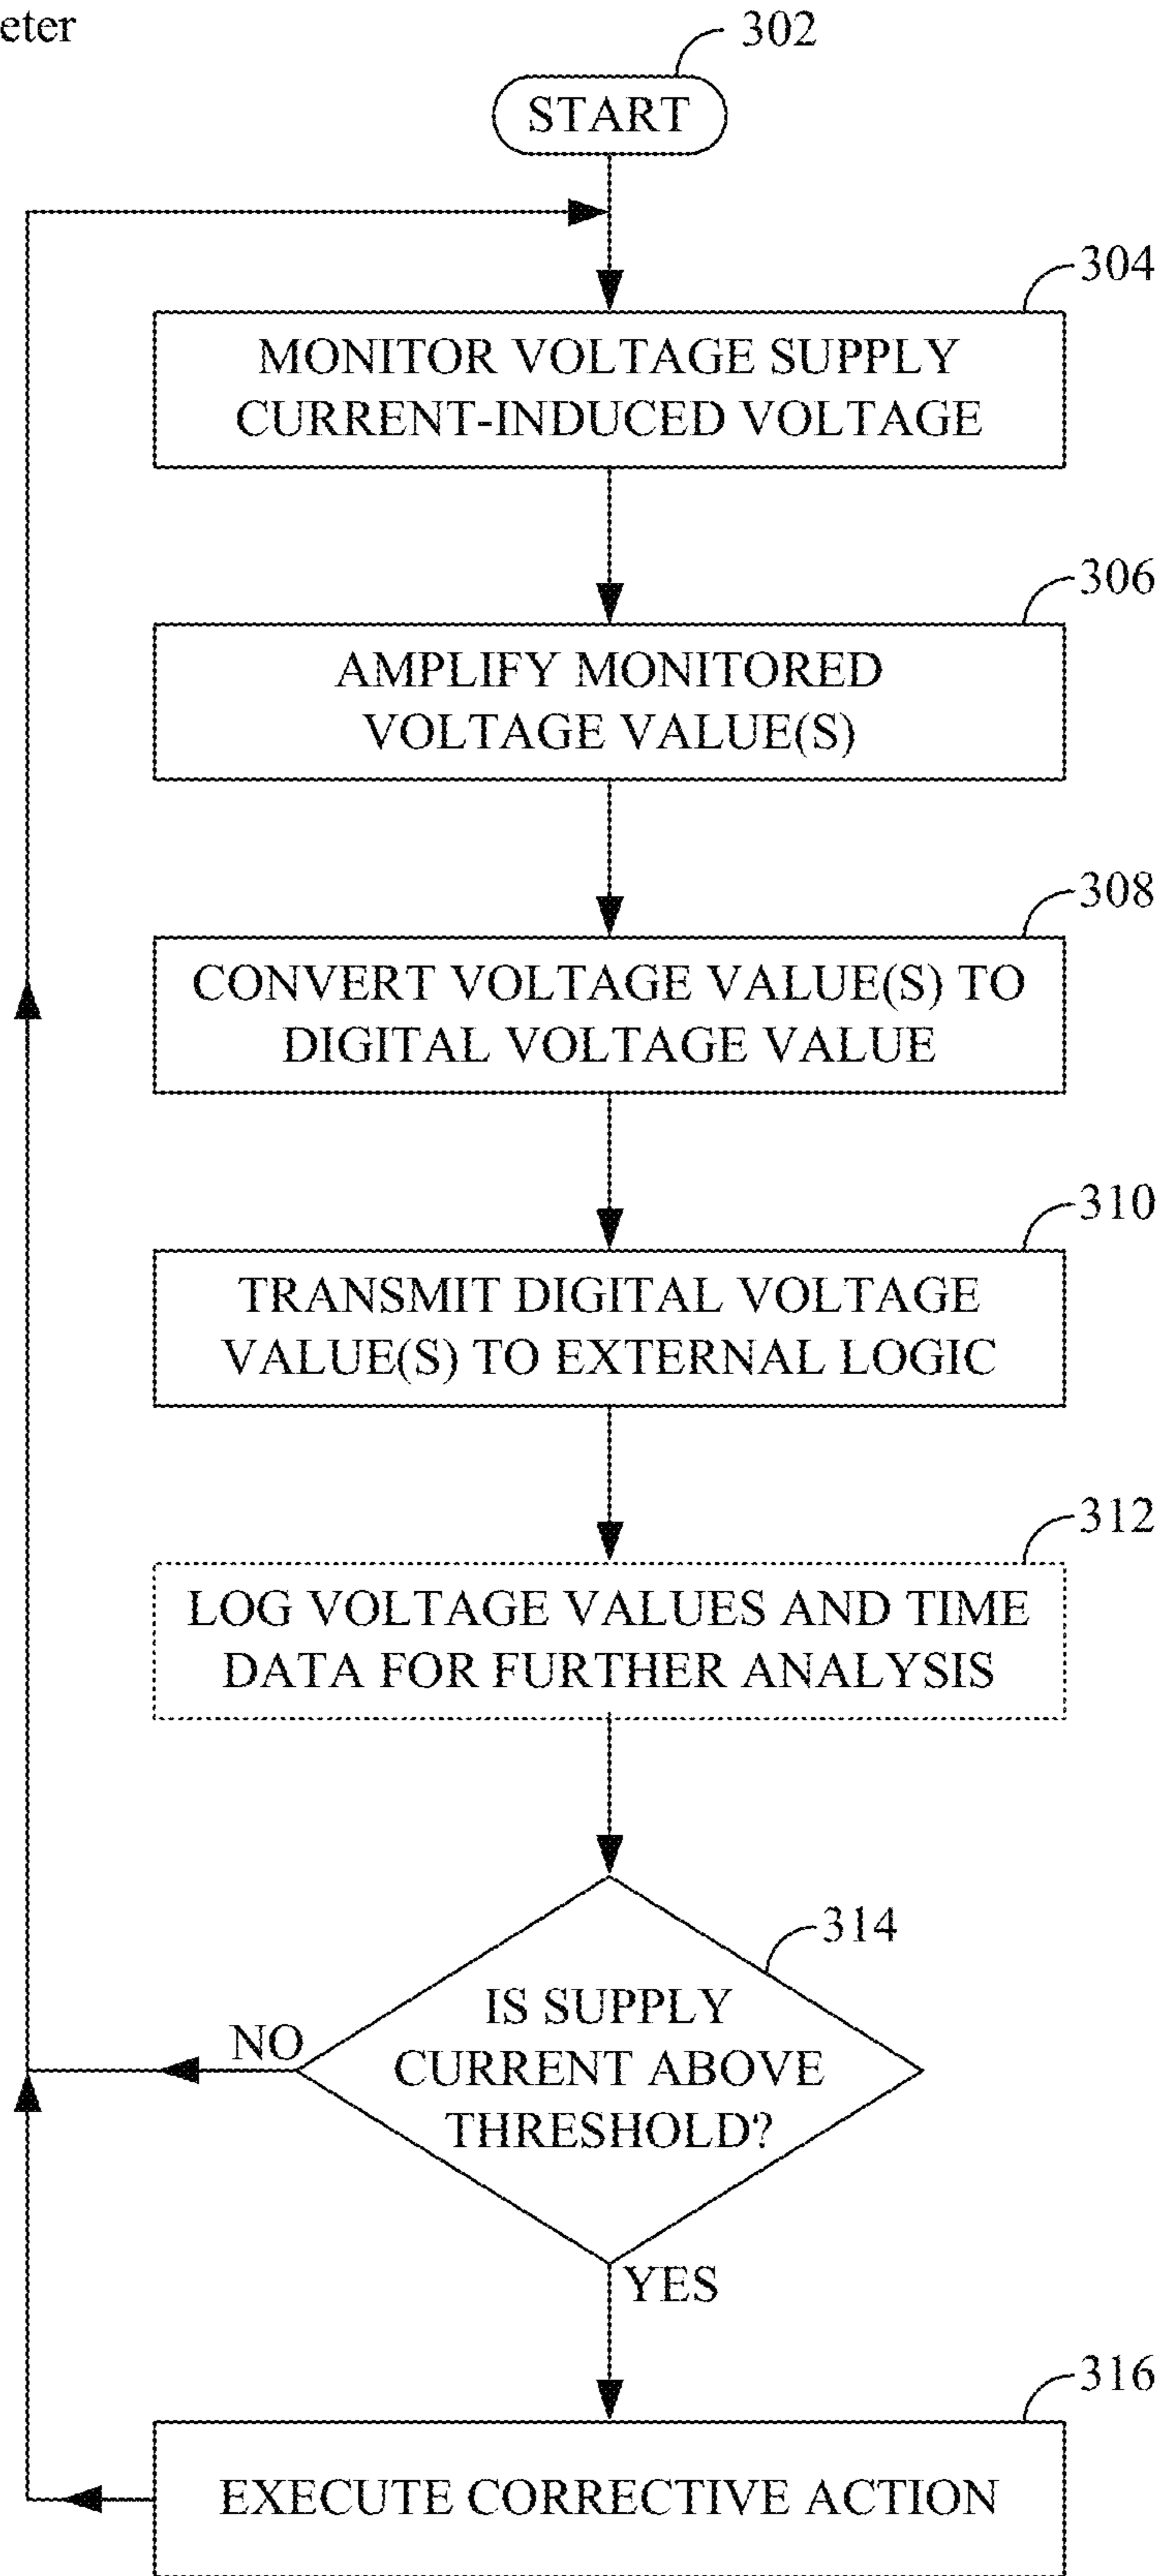 eter
302
START
304
MONITOR VOLTAGE SUPPLY
CURRENT-INDUCED VOLTAGE
306
AMPLIFY MONITORED
VOLTAGE VALUE(S)
308
CONVERT VOLTAGE VALUE(S) TO
DIGITAL VOLTAGE VALUE
310
TRANSMIT DIGITAL VOLTAGE
VALUE(S) TO EXTERNAL LOGIC
312
LOG VOLTAGE VALUES AND TIME
DATA FOR FURTHER ANALYSIS
314
IS SUPPLY
CURRENT ABOVE
THRESHOLD?
NO
YES
316
EXECUTE CORRECTIVE ACTION